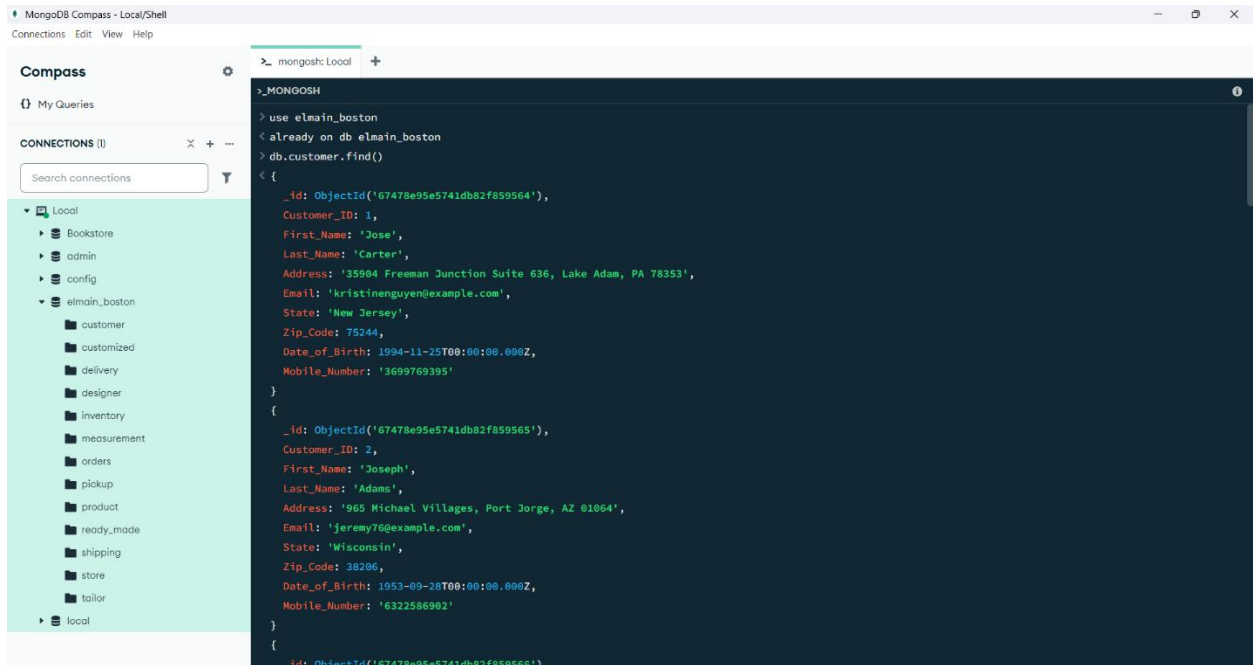 MongoDB Compass - Local/Shell
Connections Edit View Help
Compass
{} My Queries
CONNECTIONS (1)
Search connections
Local
Bookstore
admin
config
elmain_boston
customer
customized
delivery
designer
inventory
measurement
orders
pickup
product
ready_made
shipping
store
tailor
local
>_ mongosh: Local +
>_MONGOSH
> use elmain_boston
< already on db elmain_boston
> db.customer.find()
< {
_id: ObjectId('67478e95e5741db82f859564'),
Customer_ID: 1,
First_Name: 'Jose',
Last_Name: 'Carter',
Address: '35904 Freeman Junction Suite 636, Lake Adam, PA 78353',
Email: 'kristinenguyen@example.com',
State: 'New Jersey',
Zip_Code: 75244,
Date_of_Birth: 1994-11-25T00:00:00.000Z,
Mobile_Number: '3699769395'
}
{
_id: ObjectId('67478e95e5741db82f859565'),
Customer_ID: 2,
First_Name: 'Joseph',
Last_Name: 'Adams',
Address: '965 Michael Villages, Port Jorge, AZ 01064',
Email: 'jeremy76@example.com',
State: 'Wisconsin',
Zip_Code: 38206,
Date_of_Birth: 1953-09-28T00:00:00.000Z,
Mobile_Number: '6322586902'
}
{
_id: ObjectId('67478e95e5741db82f859566')